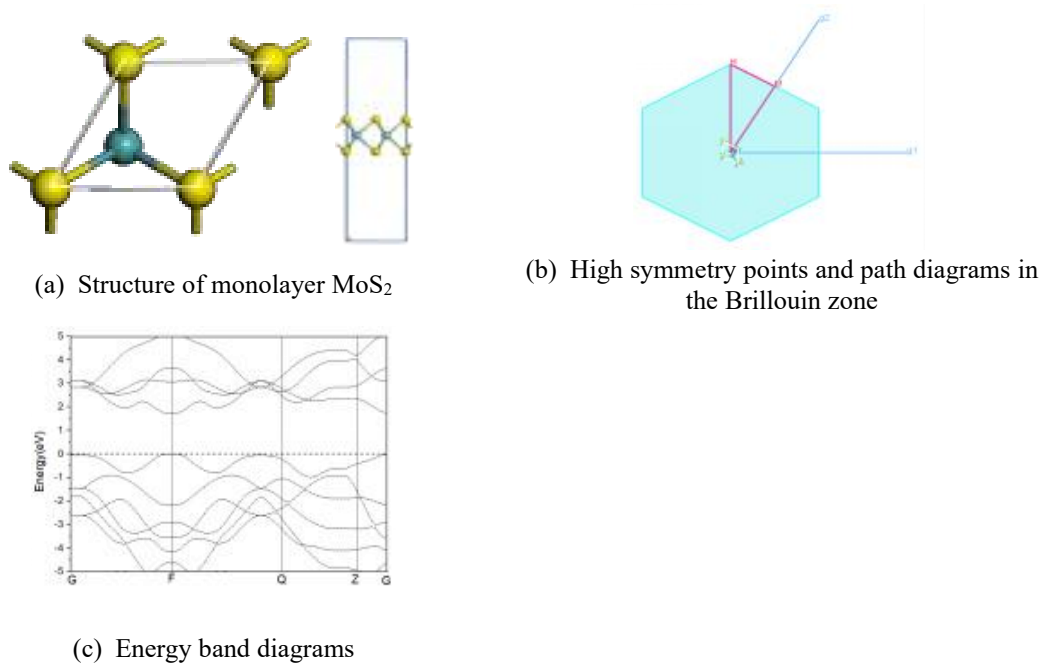 (a) Structure of monolayer MoS₂
(b) High symmetry points and path diagrams in
the Brillouin zone
5
4
3
2
1
0
-1
-2
-3
-4
-5
Energy(eV)
G F Q Z G
(c) Energy band diagrams